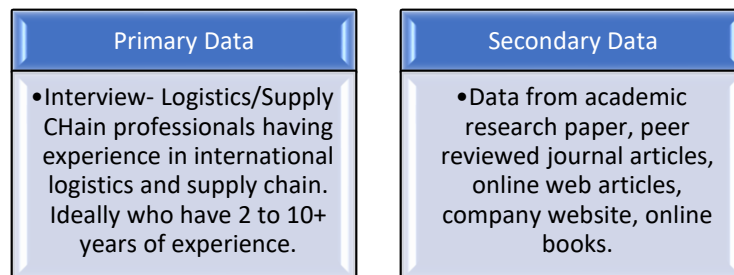 Primary Data
•Interview- Logistics/Supply
CHain professionals having
experience in international
logistics and supply chain.
Ideally who have 2 to 10+
years of experience.
Secondary Data
•Data from academic
research paper, peer
reviewed journal articles,
online web articles,
company website, online
books.